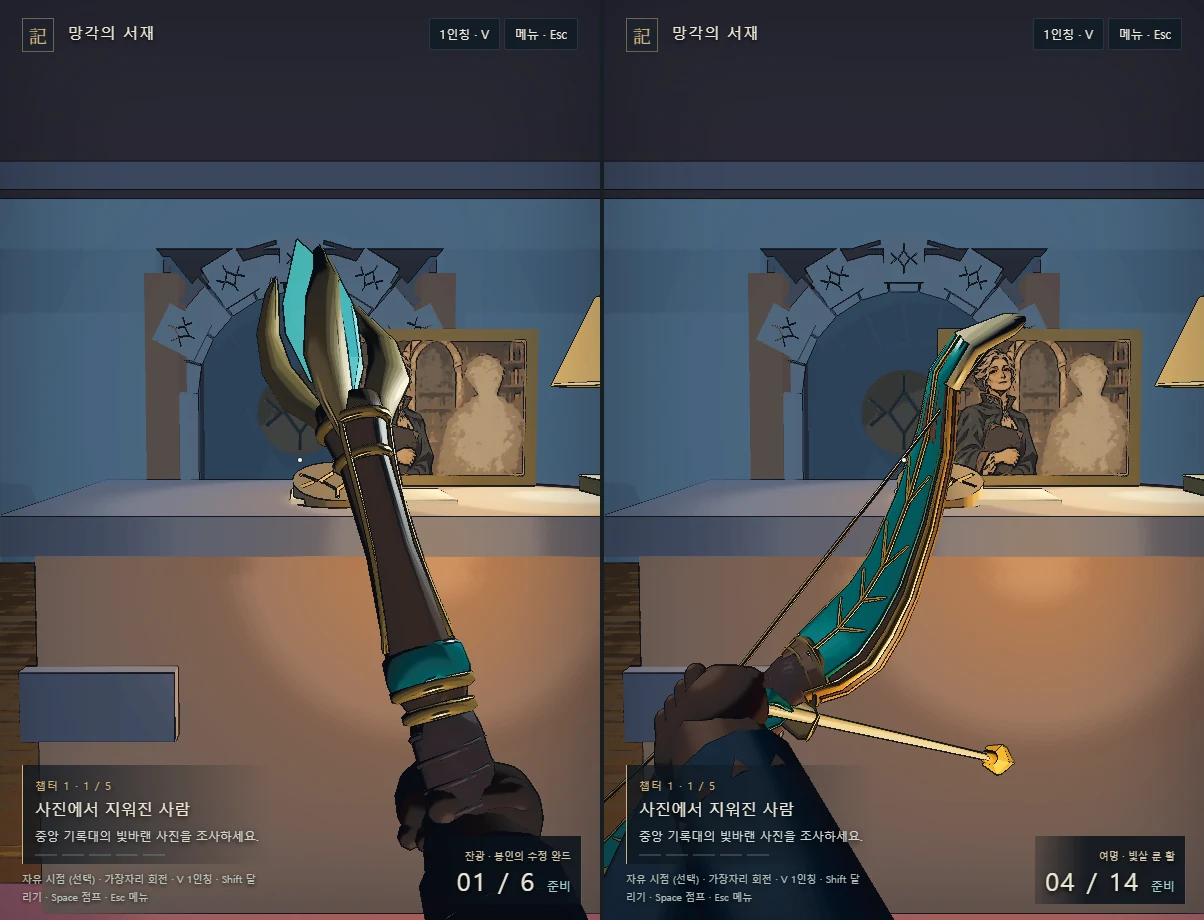 記 망각의 서재
1인칭 · V
메뉴 · Esc
챕터 1 · 1 / 5
사진에서 지워진 사람
중앙 기록대의 빛바랜 사진을 조사하세요.
자유 시점 (선택) · 가장자리 회전 · V 1인칭 · Shift 달
리기 · Space 점프 · Esc 메뉴
잔광 · 봉인의 수정 완드
01 / 6 준비
記 망각의 서재
1인칭 · V
메뉴 · Esc
챕터 1 · 1 / 5
사진에서 지워진 사람
중앙 기록대의 빛바랜 사진을 조사하세요.
자유 시점 (선택) · 가장자리 회전 · V 1인칭 · Shift 달
리기 · Space 점프 · Esc 메뉴
여명 · 빛살 룬 활
04 / 14 준비